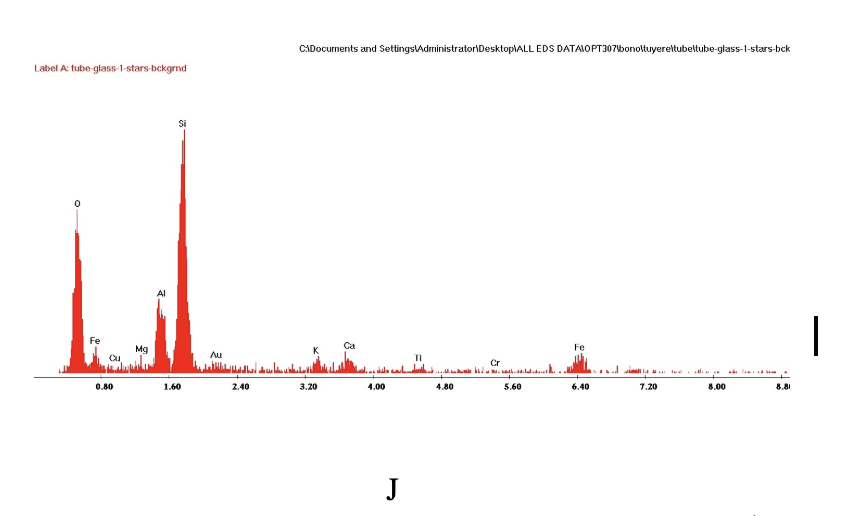 C:\Documents and Settings\Administrator\Desktop\ALL EDS DATA\OPT307\bono\tuyere\tube\tube-glass-1-stars-bck
Label A: tube-glass-1-stars-bckgrnd
Si
O
Al
Fe
Cu
Mg
Au
K
Ca
Ti
Cr
Fe
0.80 1.60 2.40 3.20 4.00 4.80 5.60 6.40 7.20 8.00 8.80
J